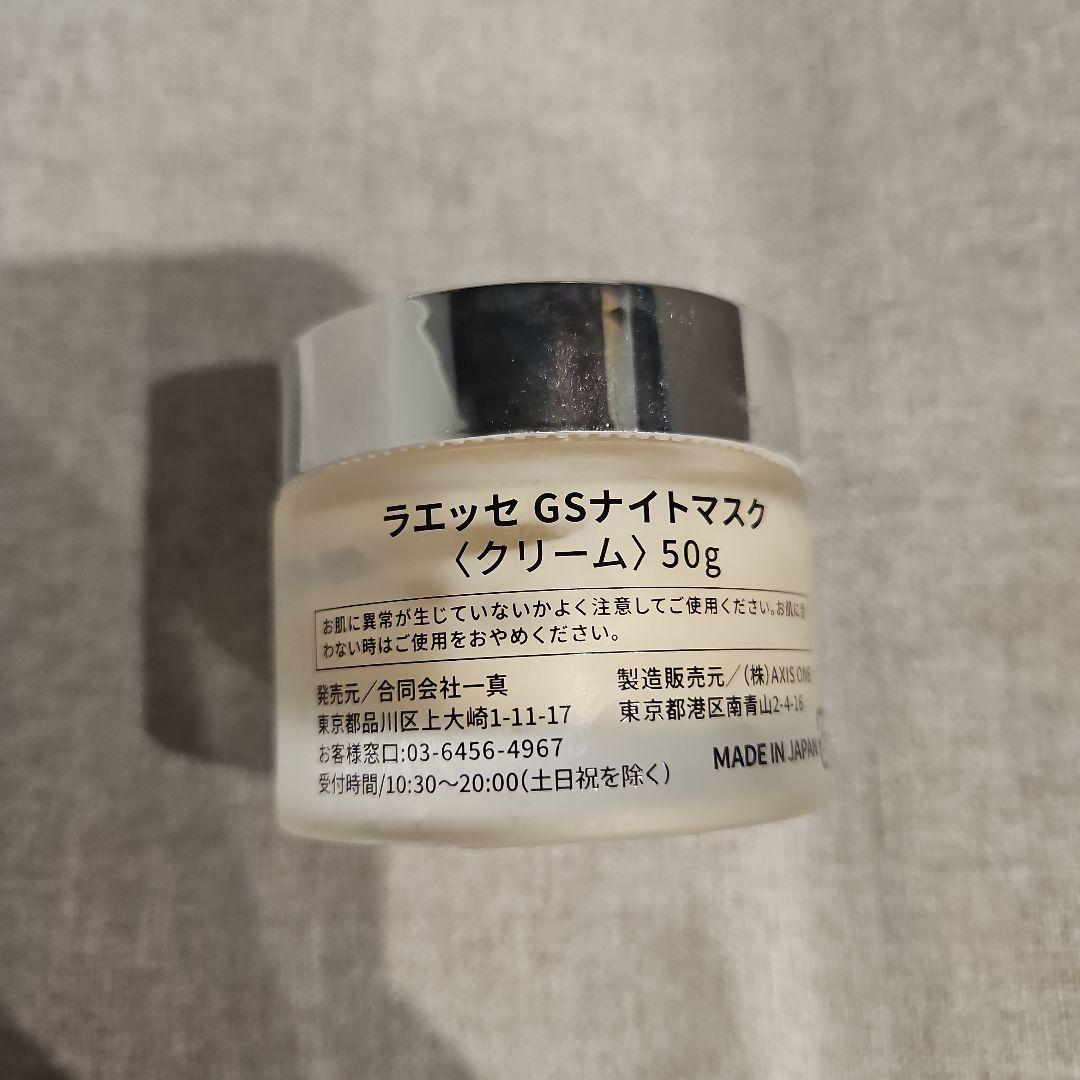 ラエッセ GSナイトマスク
〈クリーム〉50g
お肌に異常が生じていないかよく注意してご使用ください。お肌に合
わない時はご使用をおやめください。
発売元／合同会社一真
東京都品川区上大崎1-11-17
お客様窓口:03-6456-4967
受付時間/10:30〜20:00(土日祝を除く)
製造販売元／(株)AXIS ONE
東京都港区南青山2-4-16
MADE IN JAPAN